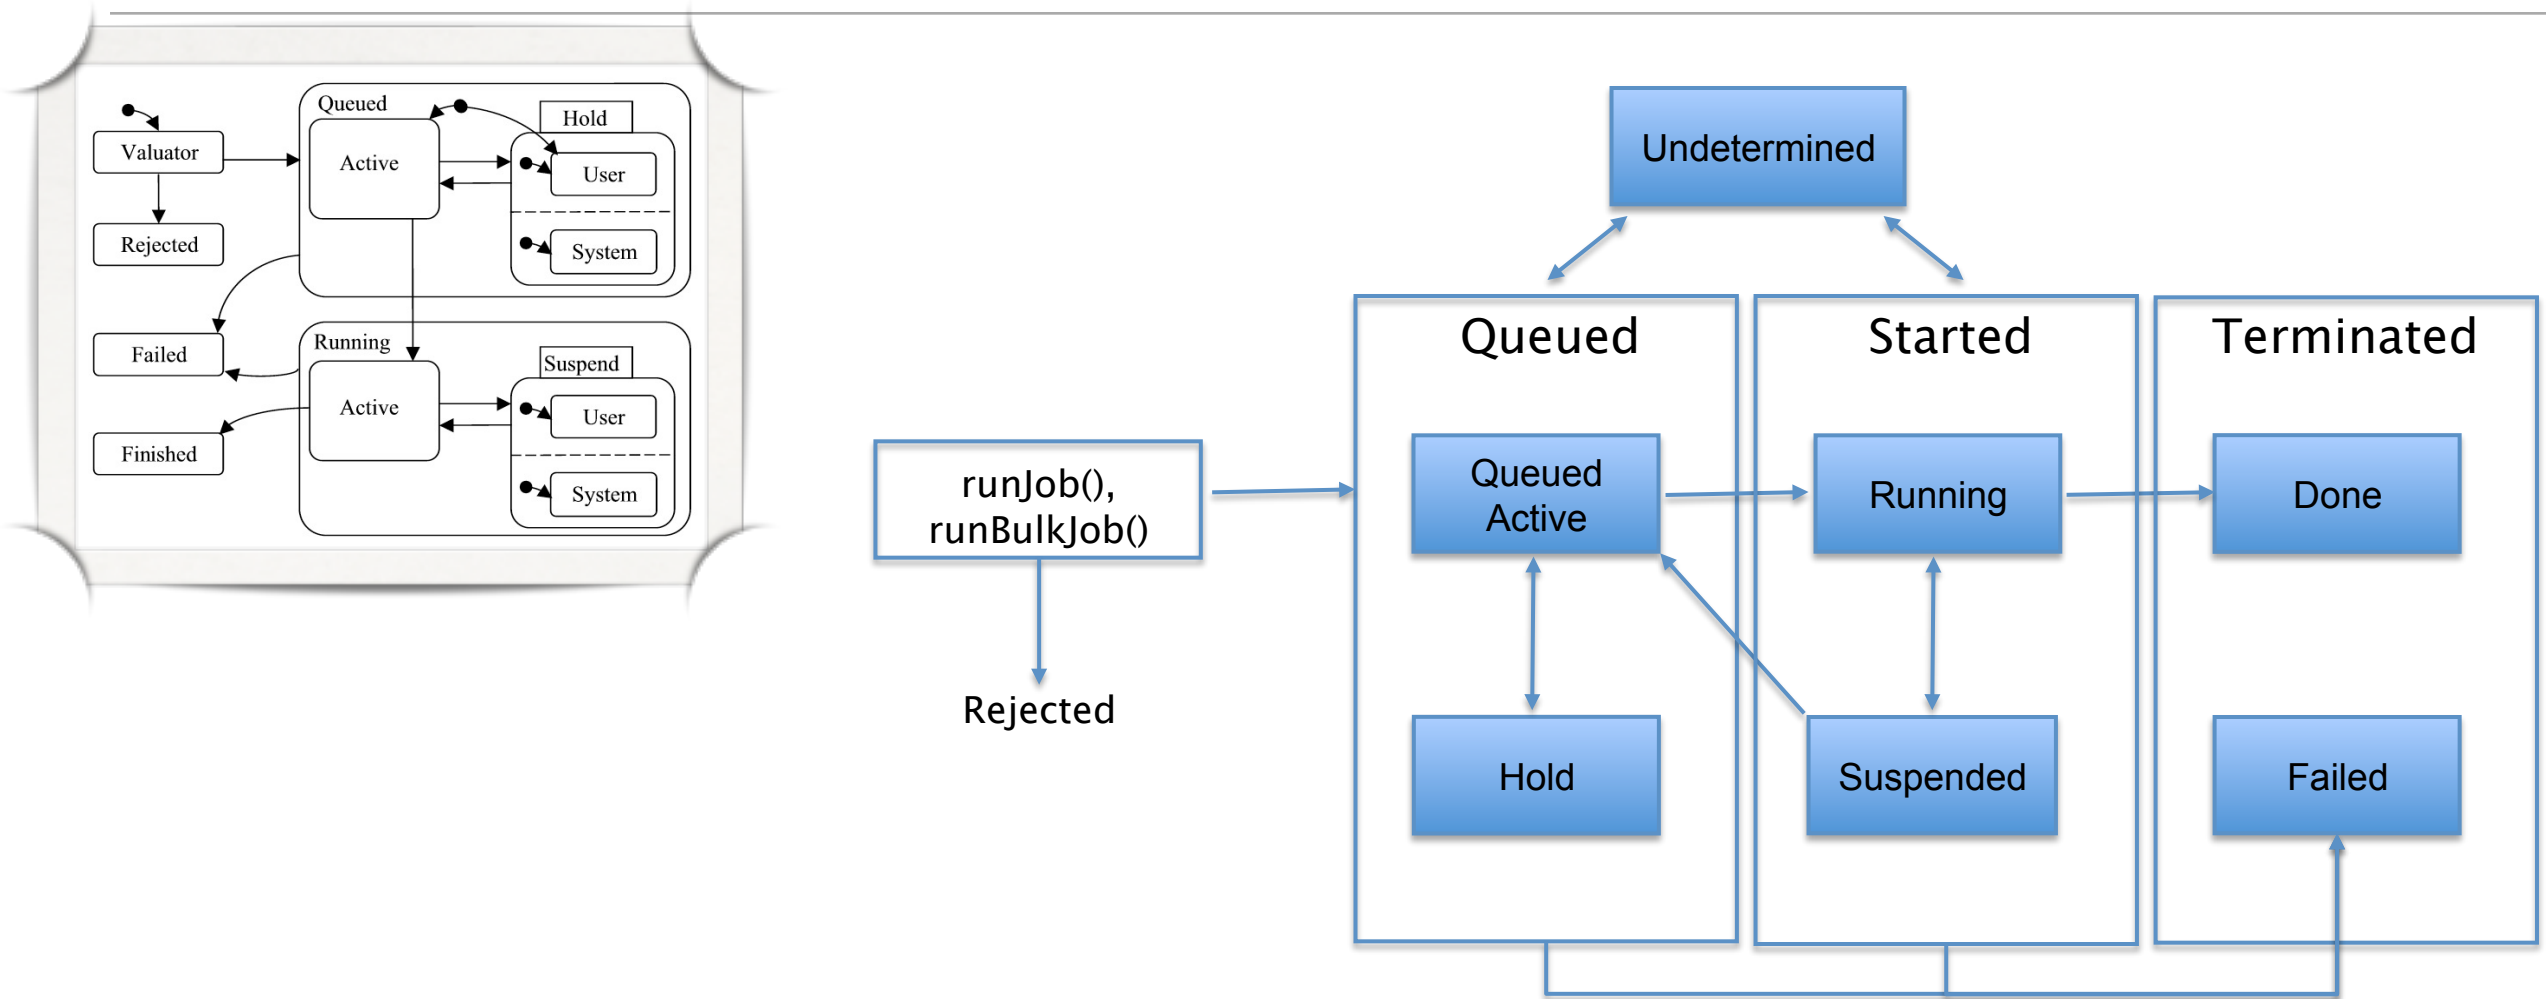 Queued
Hold
Valuator
Active
User
Rejected
System
Running
Failed
Suspend
Active
User
Finished
System
Undetermined
Queued
Started
Terminated
runJob(),
runBulkJob()
Queued
Active
Running
Done
Rejected
Hold
Suspended
Failed